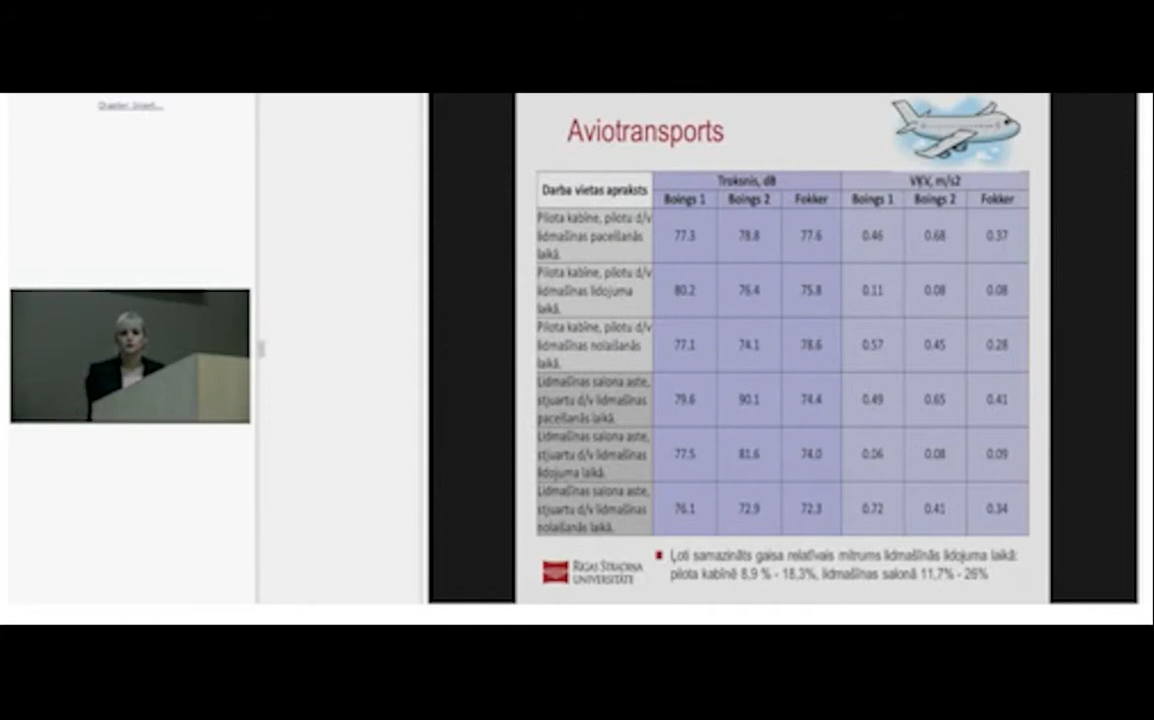 Aviotransports
Darba vietas apraksts
Troksnis, dB
VĶV, m/s2
Boings 1 Boings 2 Fokker Boings 1 Boings 2 Fokker
Pilota kabīne, pilotu d/v
lidmašīnas pacelšanās
laikā.
77.3 78.8 77.6 0.46 0.68 0.37
Pilota kabīne, pilotu d/v
lidmašīnas lidojuma
laikā.
80.2 76.4 75.8 0.11 0.08 0.08
Pilota kabīne, pilotu d/v
lidmašīnas nolaišanās
laikā.
77.1 74.1 78.6 0.57 0.45 0.28
Lidmašīnas salona aste,
stjuartu d/v lidmašīnas
pacelšanās laikā.
79.6 90.1 74.4 0.49 0.65 0.41
Lidmašīnas salona aste,
stjuartu d/v lidmašīnas
lidojuma laikā.
77.5 81.6 74.0 0.06 0.08 0.09
Lidmašīnas salona aste,
stjuartu d/v lidmašīnas
nolaišanās laikā.
76.1 72.9 72.3 0.72 0.41 0.34
Ļoti samazināts gaisa relatīvais mitrums lidmašīnās lidojuma laikā:
pilota kabīnē 8,9 % - 18,3%, lidmašīnas salonā 11,7% - 26%
RĪGAS STRADIŅA
UNIVERSITĀTE